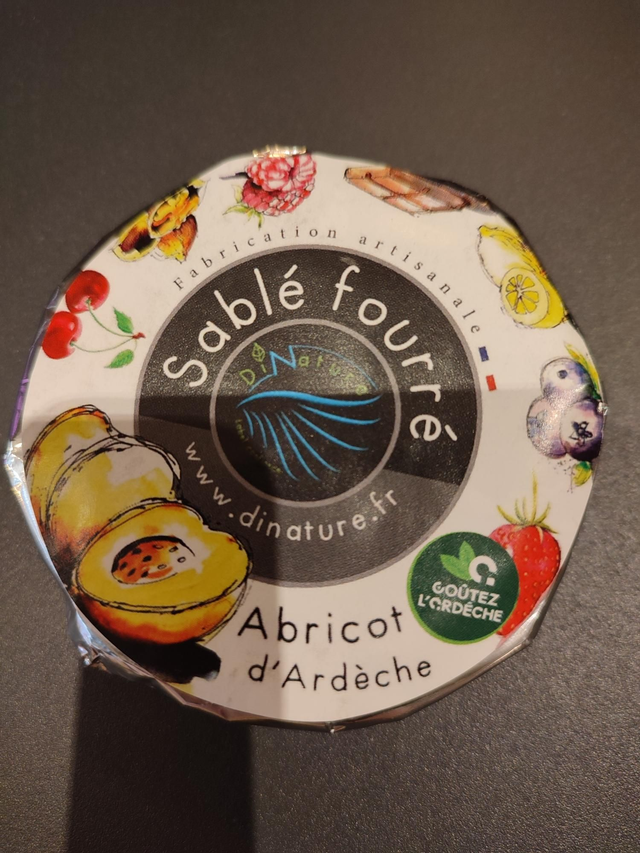 Fabrication artisanale
Sablé fourré
DiNature
www.dinature.fr
GOÛTEZ
L'ARDÈCHE
Abricot
d'Ardèche